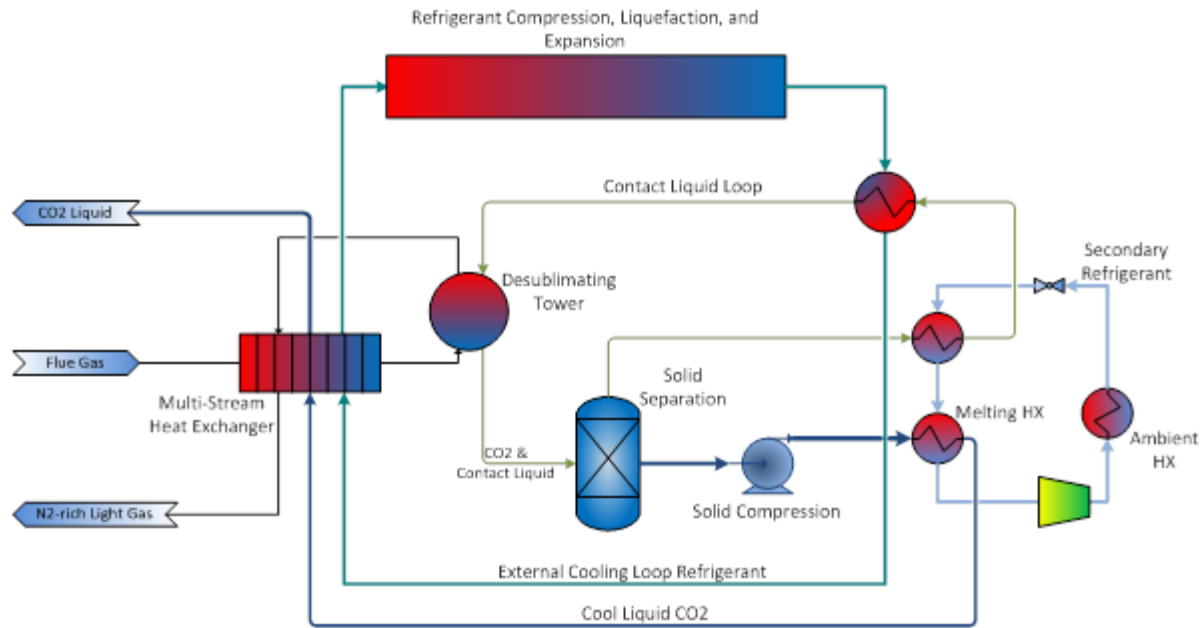 Refrigerant Compression, Liquefaction, and
Expansion
Contact Liquid Loop
CO2 Liquid
Secondary
Refrigerant
Desublimating
Tower
Flue Gas
Solid
Separation
Multi-Stream
Heat Exchanger
Melting HX
Ambient
HX
CO2 &
Contact Liquid
N2-rich Light Gas
Solid Compression
External Cooling Loop Refrigerant
Cool Liquid CO2